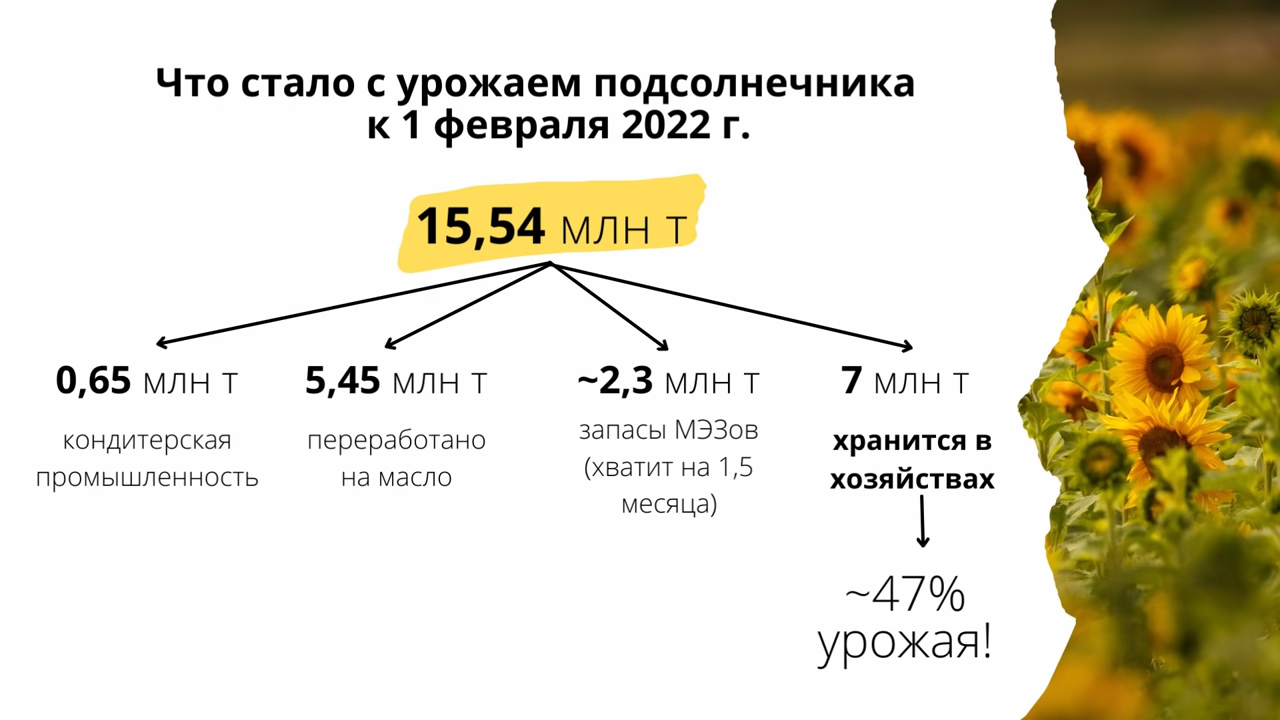 Что стало с урожаем подсолнечника
к 1 февраля 2022 г.
15,54 млн т
0,65 млн т
кондитерская
промышленность
5,45 млн т
переработано
на масло
~2,3 млн т
запасы МЭЗов
(хватит на 1,5
месяца)
7 млн т
хранится в
хозяйствах
~47%
урожая!